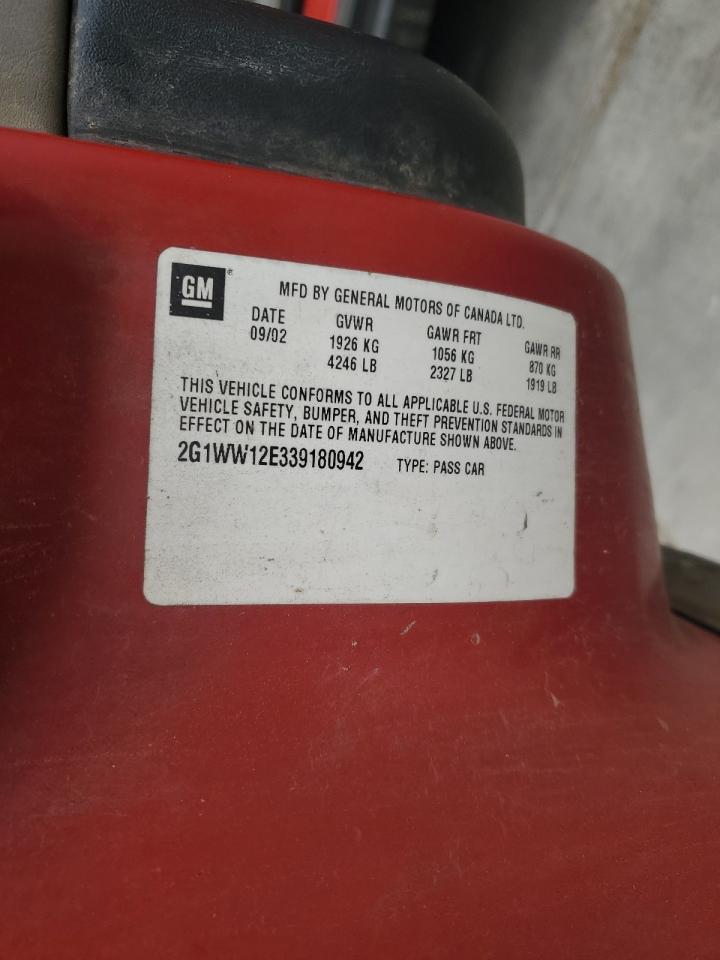 GM®
MFD BY GENERAL MOTORS OF CANADA LTD.
DATE GVWR GAWR FRT GAWR RR
09/02 1926 KG 1056 KG 870 KG
4246 LB 2327 LB 1919 LB
THIS VEHICLE CONFORMS TO ALL APPLICABLE U.S. FEDERAL MOTOR
VEHICLE SAFETY, BUMPER, AND THEFT PREVENTION STANDARDS IN
EFFECT ON THE DATE OF MANUFACTURE SHOWN ABOVE.
2G1WW12E339180942 TYPE: PASS CAR